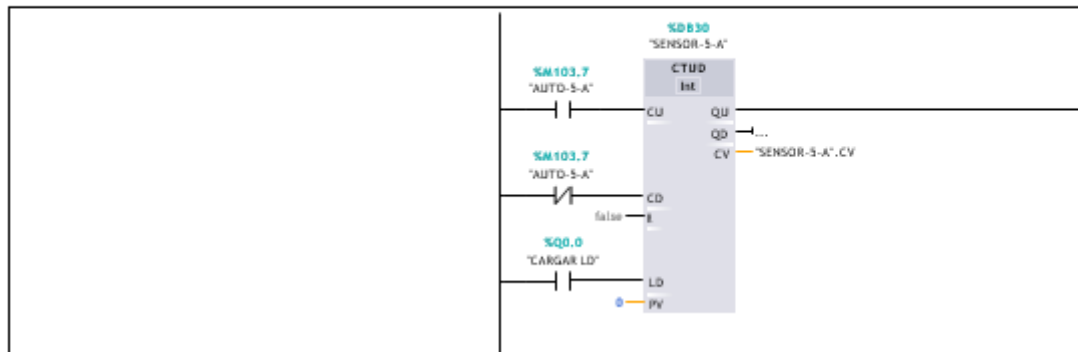 %DB30
"SENSOR-5-A"
CTUD
Int
%M103.7
"AUTO-5-A"
CU QU
QD ...
CV "SENSOR-5-A".CV
%M103.7
"AUTO-5-A"
CD
false R
%Q0.0
"CARGAR LD"
LD
0 PV